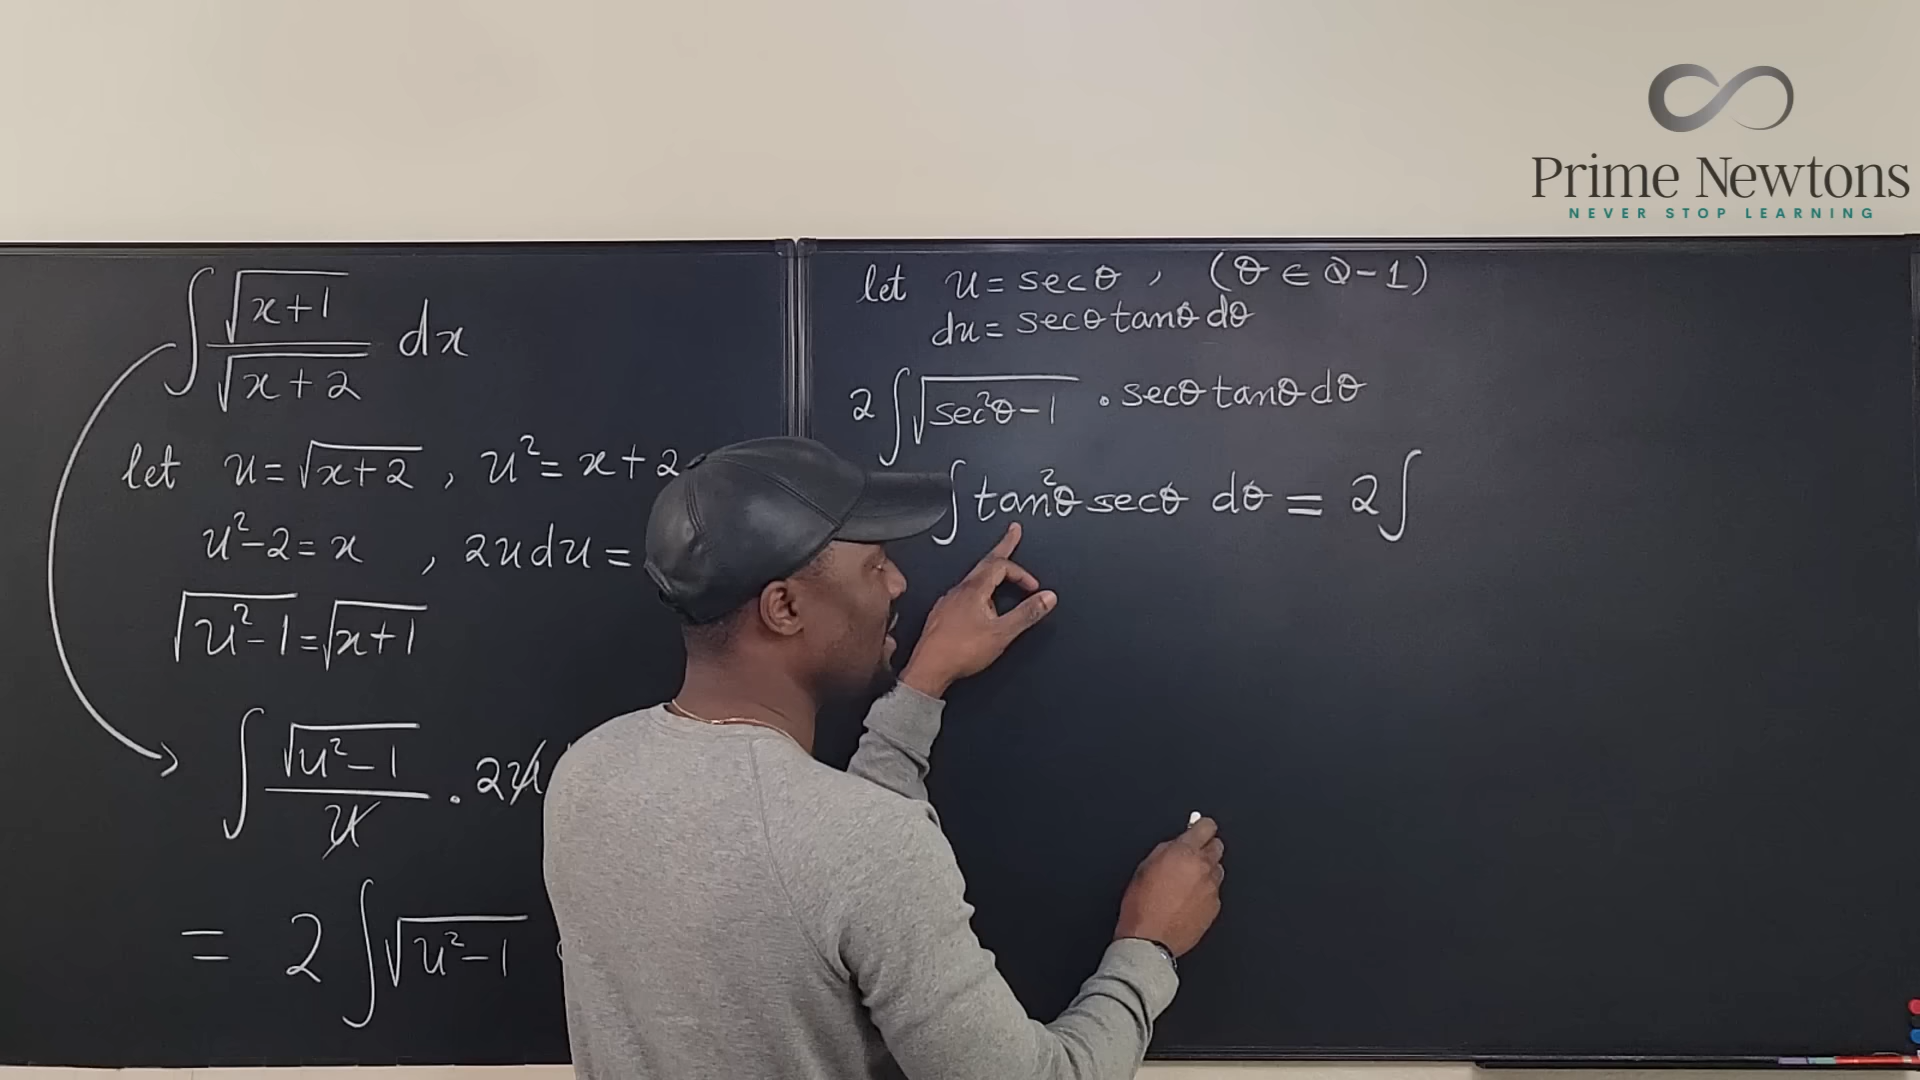 Prime Newtons
NEVER STOP LEARNING
∫ √(x+1) / √(x+2) dx
let u = √(x+2) , u² = x+2
u²-2 = x , 2u du =
√(u²-1) = √(x+1)
∫ √(u²-1) / u · 2u
= 2 ∫ √(u²-1)
let u = secθ , (θ ∈ Q-1)
du = secθ tanθ dθ
2 ∫ √(sec²θ-1) · secθ tanθ dθ
∫ tan²θ secθ dθ = 2 ∫